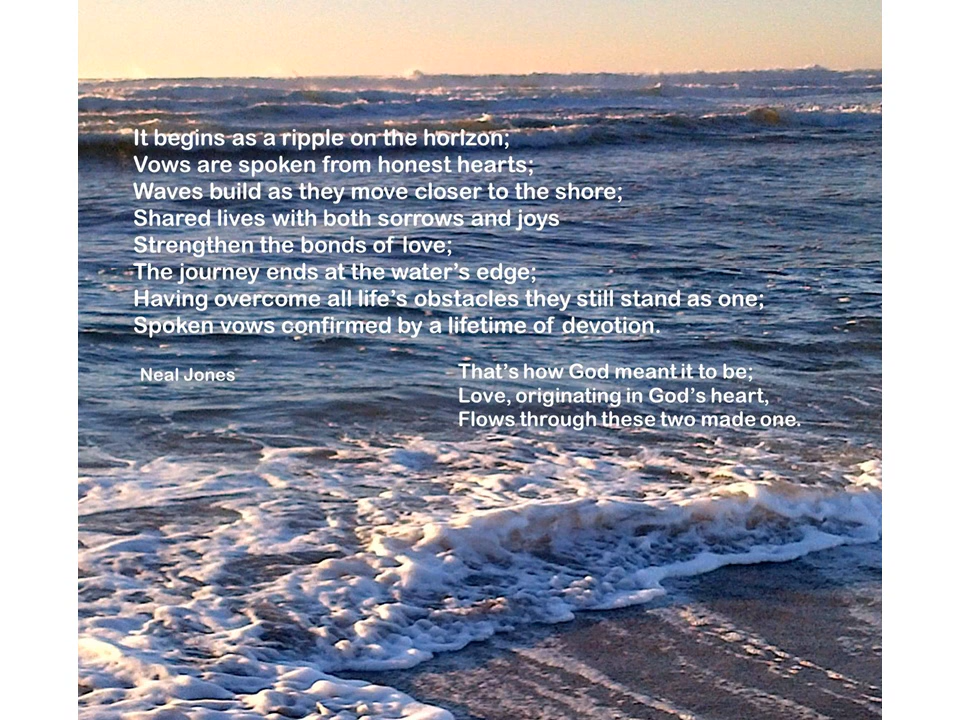 It begins as a ripple on the horizon;
Vows are spoken from honest hearts;
Waves build as they move closer to the shore;
Shared lives with both sorrows and joys
Strengthen the bonds of love;
The journey ends at the water’s edge;
Having overcome all life’s obstacles they still stand as one;
Spoken vows confirmed by a lifetime of devotion.
Neal Jones
That’s how God meant it to be;
Love, originating in God’s heart,
Flows through these two made one.